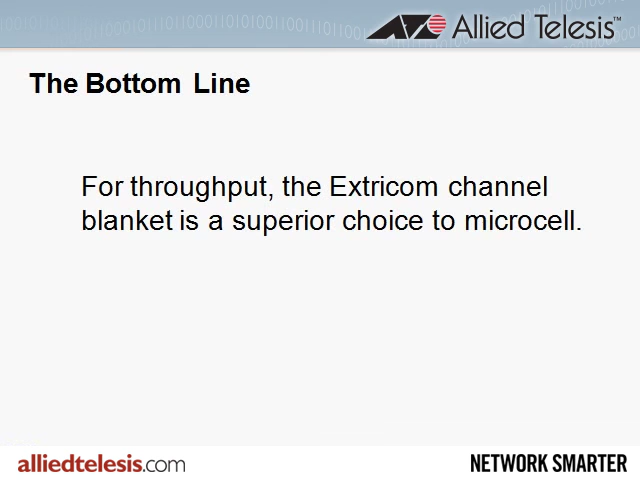 Allied Telesis™
The Bottom Line
For throughput, the Extricom channel
blanket is a superior choice to microcell.
alliedtelesis.com
NETWORK SMARTER